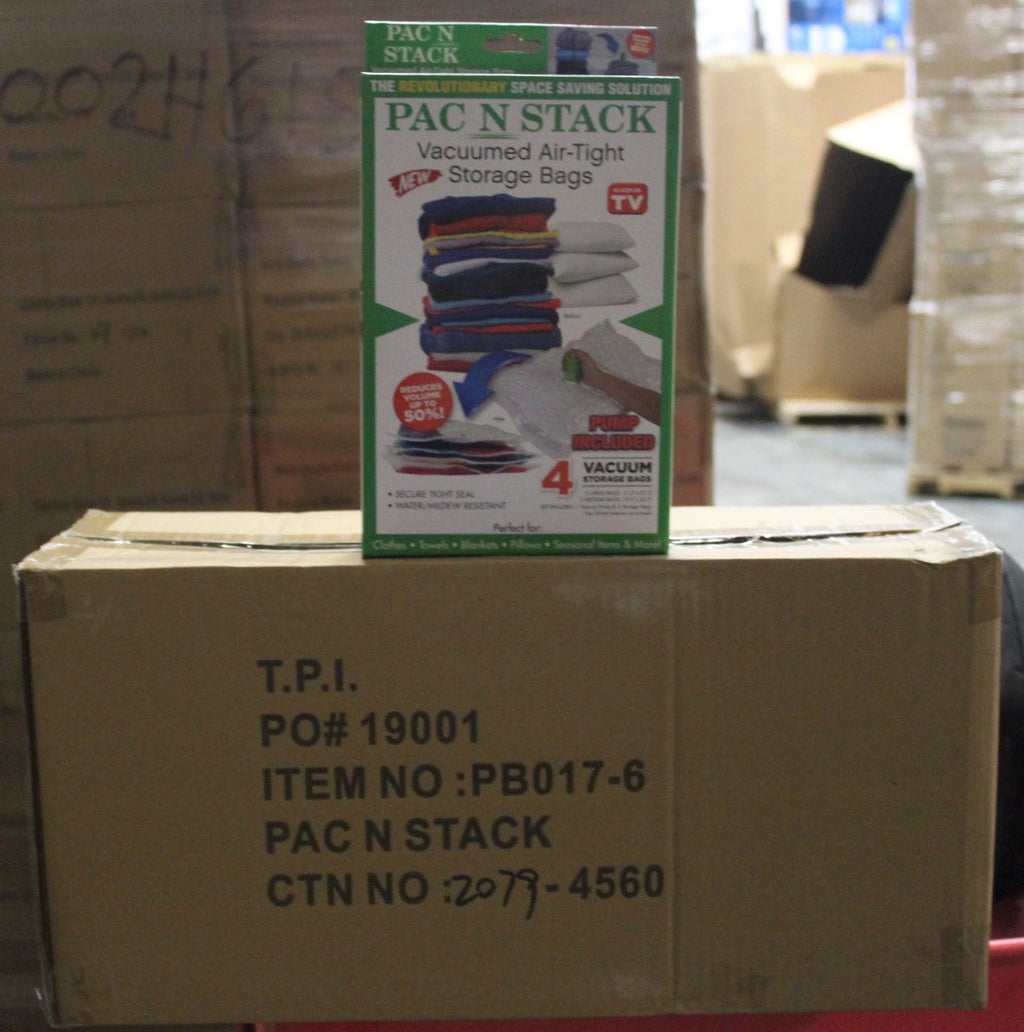 PAC N
STACK
THE REVOLUTIONARY SPACE SAVING SOLUTION
PAC N STACK
Vacuumed Air-Tight
Storage Bags
NEW
TV
Before
REDUCES
VOLUME
UP TO
50%!
PUMP
INCLUDED
4 VACUUM
STORAGE BAGS
• SECURE TIGHT SEAL
• WATER/MILDEW RESISTANT
Perfect for:
Clothes • Towels • Blankets • Pillows • Seasonal Items & More!
T.P.I.
PO# 19001
ITEM NO :PB017-6
PAC N STACK
CTN NO :2079-4560